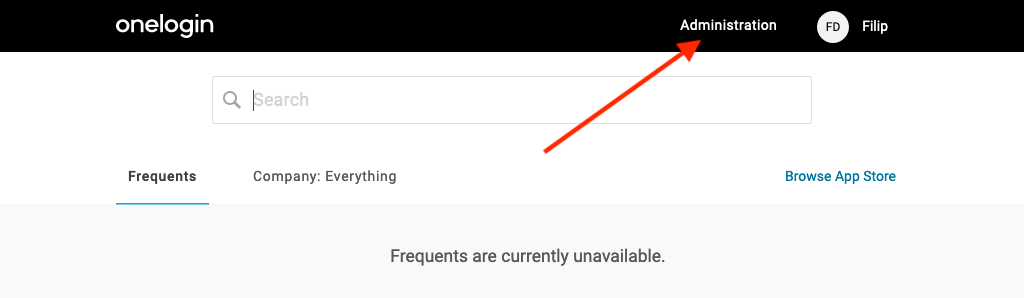 onelogin
Administration
FD
Filip
Search
Frequents
Company: Everything
Browse App Store
Frequents are currently unavailable.